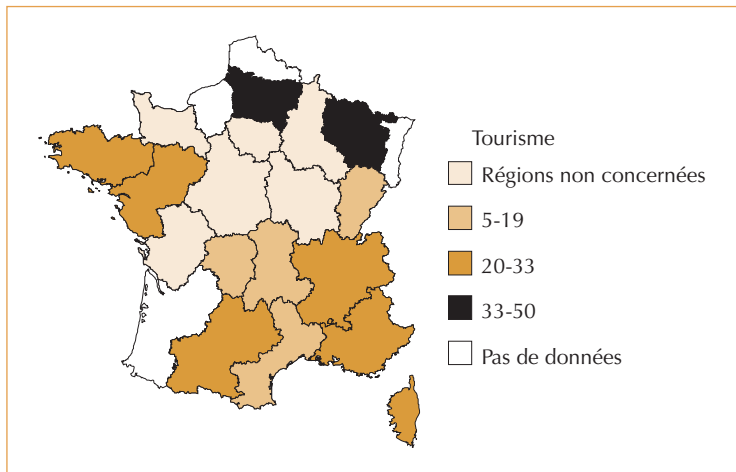 Tourisme
Régions non concernées
5-19
20-33
33-50
Pas de données